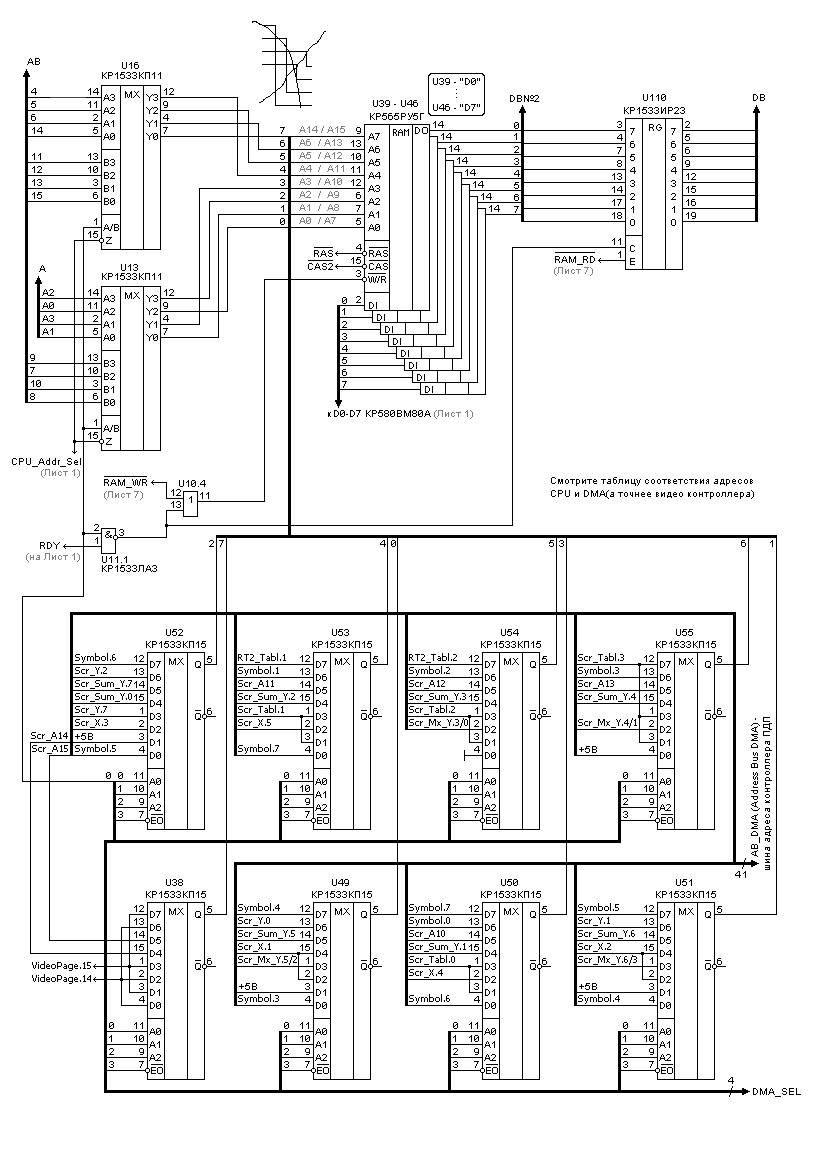 AB
U16
КР1533КП11
4 14 A3 MX Y3 12
5 11 A2 Y2 9
6 2 A1 Y1 4
14 5 A0 Y0 7
11 13 B3
12 10 B2
13 3 B1
15 6 B0
1 A/B
15 Z
A
U13
КР1533КП11
A2 14 A3 MX Y3 12
A0 11 A2 Y2 9
A3 2 A1 Y1 4
A1 5 A0 Y0 7
9 13 B3
7 10 B2
10 3 B1
8 6 B0
1 A/B
15 Z
CPU_Addr_Sel
(Лист 1)
U39 - U46
КР565РУ5Г
U39 - "D0"
U46 - "D7"
7 A14 / A15 9 A7 RAM DO 14
6 A6 / A13 13 A6 14
5 A5 / A12 10 A5 14
4 A4 / A11 11 A4 14
3 A3 / A10 12 A3 14
2 A2 / A9 6 A2 14
1 A1 / A8 7 A1 14
0 A0 / A7 5 A0
RAS 4 RAS
CAS2 15 CAS
3 W/R
0 2 DI
1 DI
2 DI
3 DI
4 DI
5 DI
6 DI
7 DI
к D0-D7 КР580ВМ80А (Лист 1)
DB№2
U110
КР1533ИР23
DB
0 3 7 RG 7 2
1 4 6 6 5
2 7 5 5 6
3 8 4 4 9
4 13 3 3 12
5 14 2 2 15
6 17 1 1 16
7 18 0 0 19
11 C
RAM_RD 1 E
(Лист 7)
RAM_WR
(Лист 7)
U10.4
12 1 11
13
2 & 3
RDY 1
(на Лист 1)
U11.1
КР1533ЛА3
Смотрите таблицу соответствия адресов
CPU и DMA(а точнее видео контроллера)
2 7 4 0 5 3 6 1
U52
КР1533КП15
Symbol.6 12 D7 MX Q 5
Scr_Y.2 13 D6
Scr_Sum_Y.7 14 D5
Scr_Sum_Y.0 15 D4
Scr_Y.7 1 D3 Q 6
Scr_X.3 2 D2
Scr_A14 +5В 3 D1
Scr_A15 Symbol.5 4 D0
0 0 11 A0
1 10 A1
2 9 A2
3 7 EO
U53
КР1533КП15
RT2_Tabl.1 12 D7 MX Q 5
Symbol.1 13 D6
Scr_A11 14 D5
Scr_Sum_Y.2 15 D4
Scr_Tabl.1 1 D3 Q 6
Scr_X.5 2 D2
3 D1
Symbol.7 4 D0
0 11 A0
1 10 A1
2 9 A2
3 7 EO
U54
КР1533КП15
RT2_Tabl.2 12 D7 MX Q 5
Symbol.2 13 D6
Scr_A12 14 D5
Scr_Sum_Y.3 15 D4
Scr_Tabl.2 1 D3 Q 6
Scr_Mx_Y.3/0 2 D2
3 D1
4 D0
0 11 A0
1 10 A1
2 9 A2
3 7 EO
U55
КР1533КП15
Scr_Tabl.3 12 D7 MX Q 5
Symbol.3 13 D6
Scr_A13 14 D5
Scr_Sum_Y.4 15 D4
1 D3 Q 6
Scr_Mx_Y.4/1 2 D2
3 D1
+5В 4 D0
0 11 A0
1 10 A1
2 9 A2
3 7 EO
AB_DMA (Address Bus DMA) -
шина адреса контроллера ПДП
41
U38
КР1533КП15
12 D7 MX Q 5
13 D6
14 D5
15 D4
VideoPage.15 1 D3 Q 6
VideoPage.14 2 D2
3 D1
4 D0
0 11 A0
1 10 A1
2 9 A2
3 7 EO
U49
КР1533КП15
Symbol.4 12 D7 MX Q 5
Scr_Y.0 13 D6
Scr_Sum_Y.5 14 D5
Scr_X.1 15 D4
Scr_Mx_Y.5/2 1 D3 Q 6
2 D2
+5В 3 D1
Symbol.3 4 D0
0 11 A0
1 10 A1
2 9 A2
3 7 EO
U50
КР1533КП15
Symbol.7 12 D7 MX Q 5
Symbol.0 13 D6
Scr_A10 14 D5
Scr_Sum_Y.1 15 D4
Scr_Tabl.0 1 D3 Q 6
Scr_X.4 2 D2
3 D1
Symbol.6 4 D0
0 11 A0
1 10 A1
2 9 A2
3 7 EO
U51
КР1533КП15
Symbol.5 12 D7 MX Q 5
Scr_Y.1 13 D6
Scr_Sum_Y.6 14 D5
Scr_X.2 15 D4
Scr_Mx_Y.6/3 1 D3 Q 6
2 D2
+5В 3 D1
Symbol.4 4 D0
0 11 A0
1 10 A1
2 9 A2
3 7 EO
4
DMA_SEL